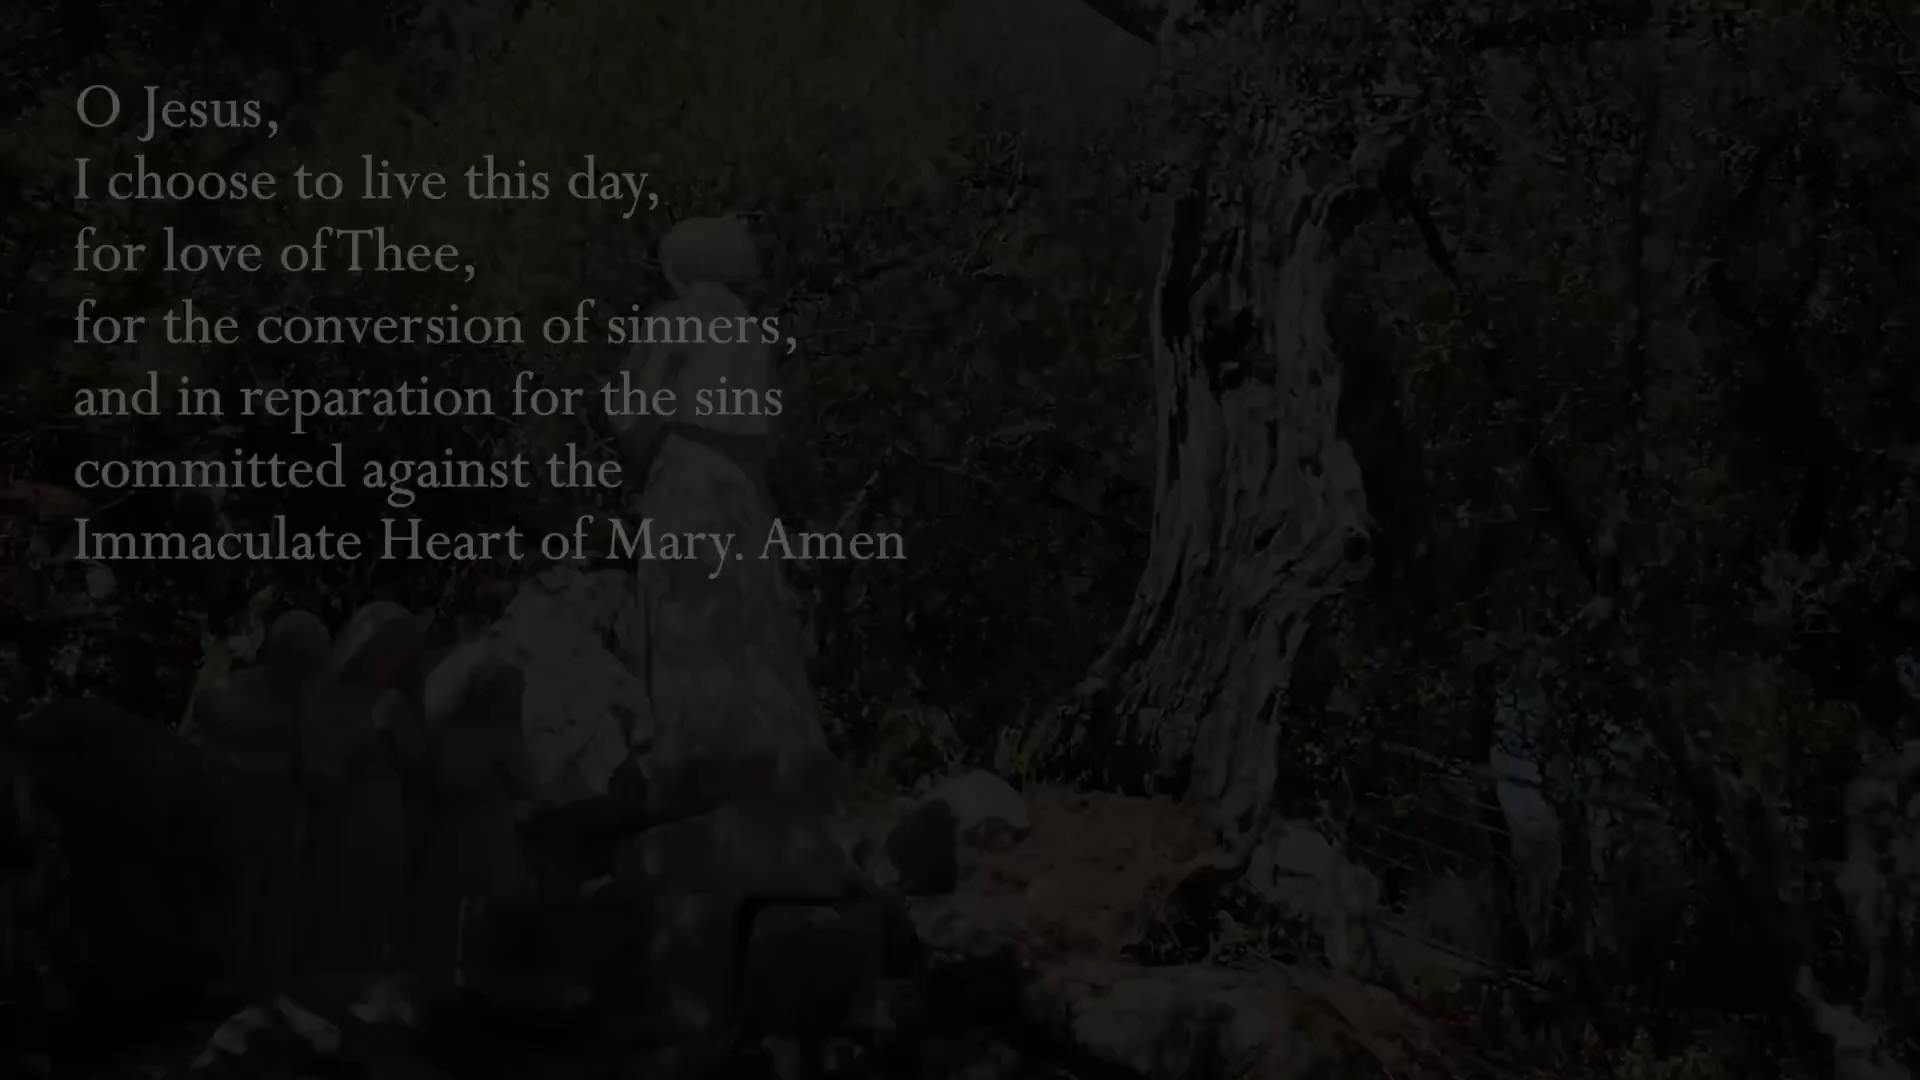 O Jesus,
I choose to live this day,
for love of Thee,
for the conversion of sinners,
and in reparation for the sins
committed against the
Immaculate Heart of Mary. Amen